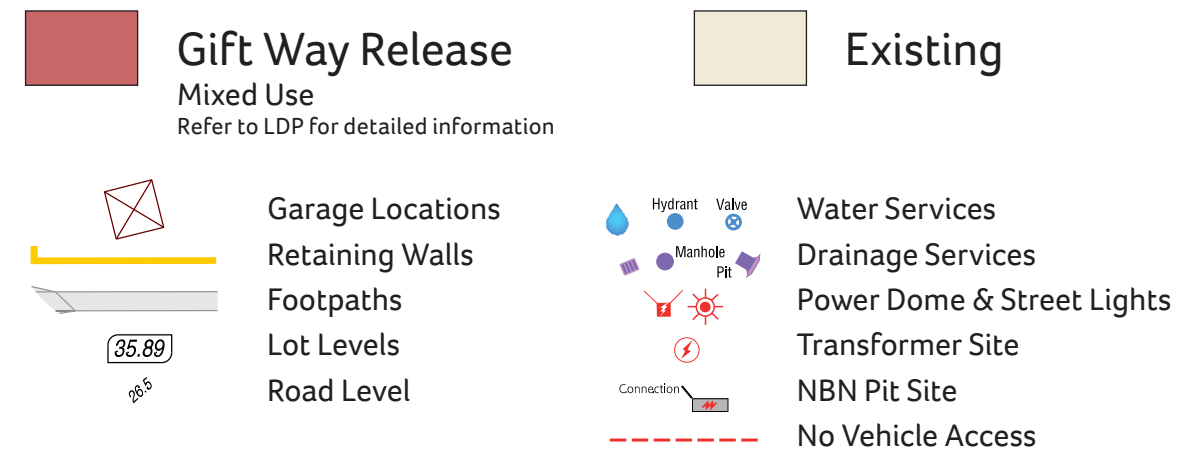 Gift Way Release
Mixed Use
Refer to LDP for detailed information
Existing
Garage Locations
Retaining Walls
Footpaths
35.89
Lot Levels
26.5
Road Level
Hydrant Valve
Water Services
Manhole
Pit
Drainage Services
Power Dome & Street Lights
Transformer Site
Connection
NBN Pit Site
No Vehicle Access